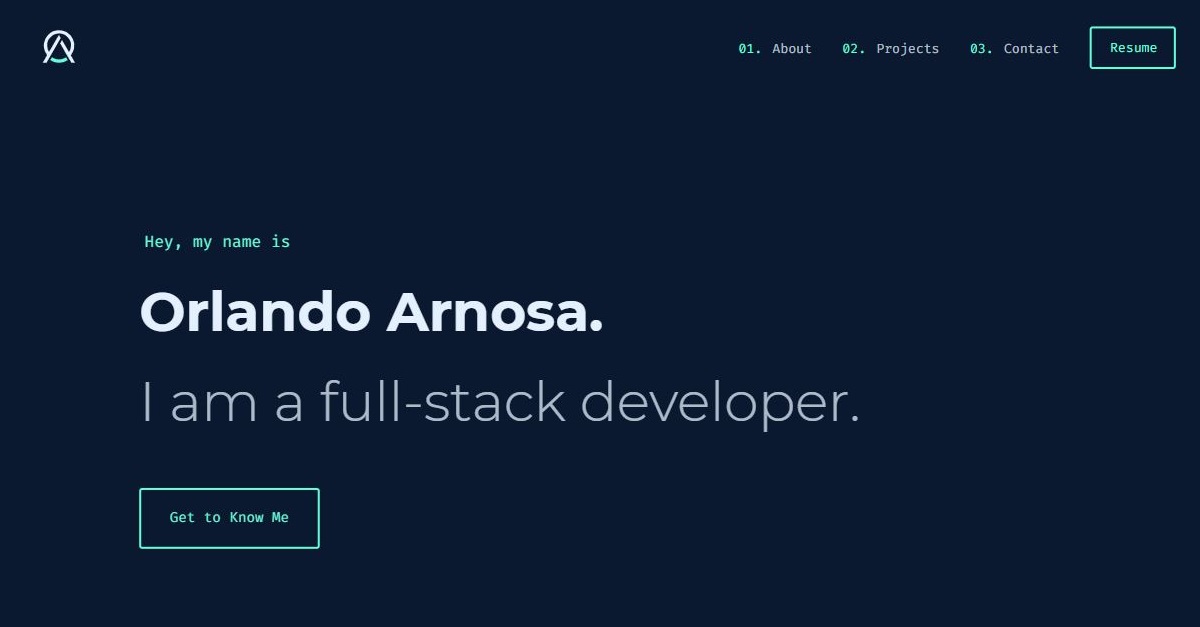 01. About 02. Projects 03. Contact Resume
Hey, my name is
Orlando Arnosa.
I am a full-stack developer.
Get to Know Me